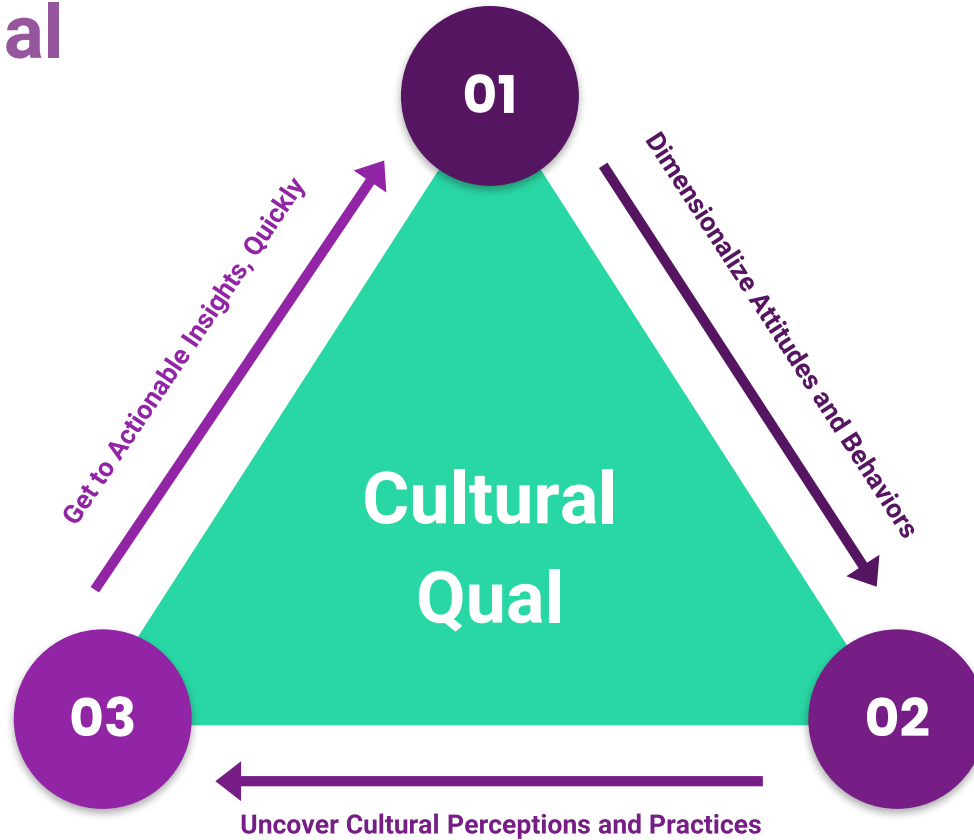 al
01
Dimensionalize Attitudes and Behaviors
Get to Actionable Insights, Quickly
Cultural
Qual
03
02
Uncover Cultural Perceptions and Practices